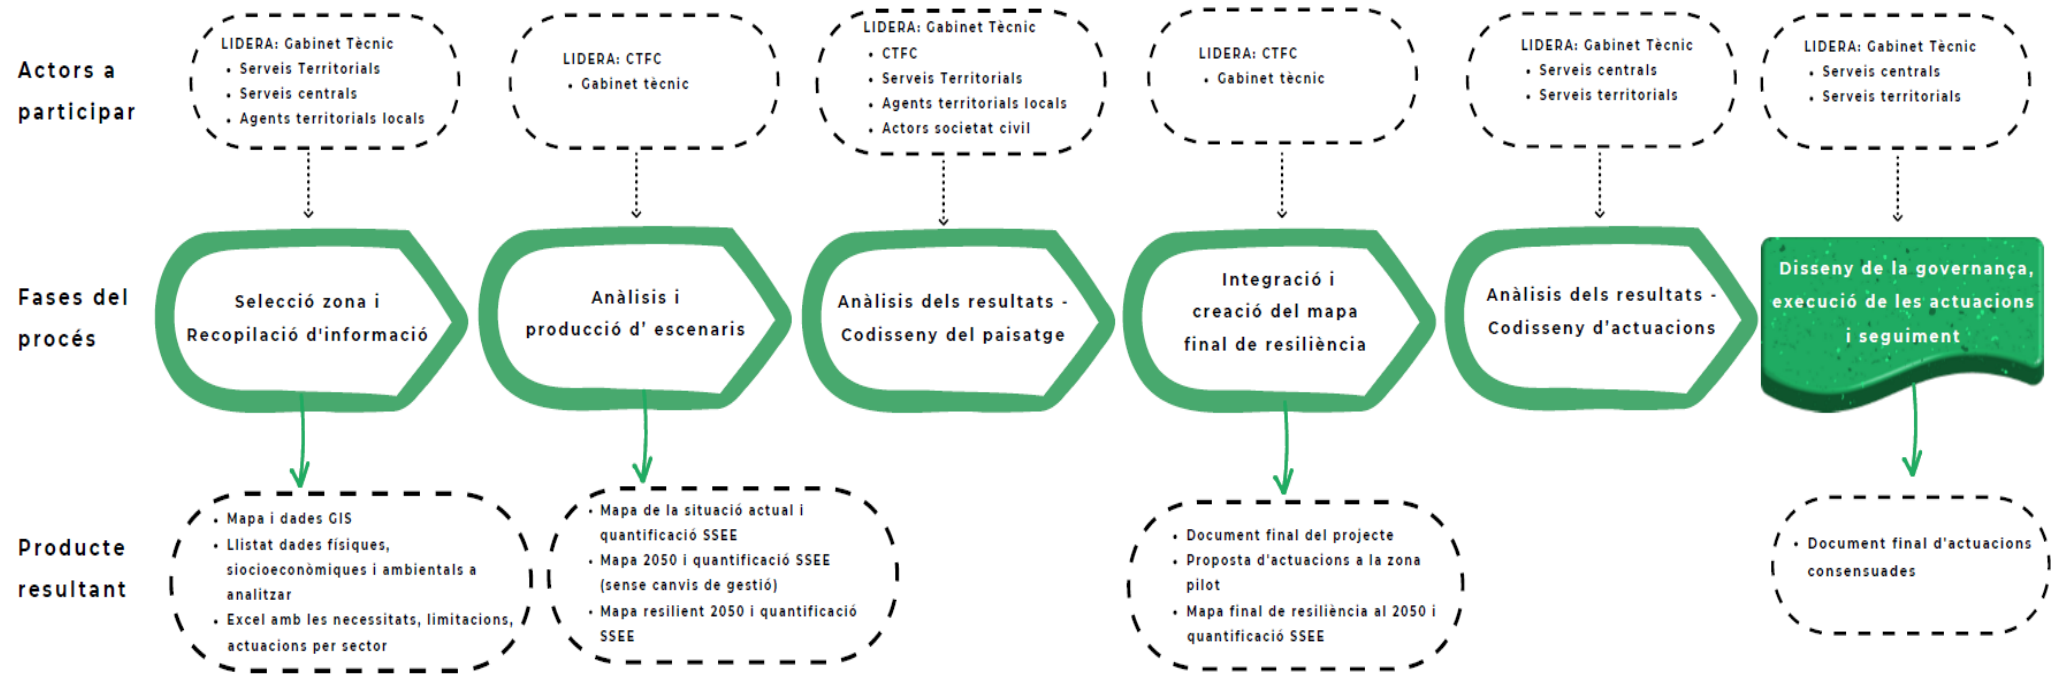 Actors a
participar
LIDERA: Gabinet Tècnic
• Serveis Territorials
• Serveis centrals
• Agents territorials locals
LIDERA: CTFC
• Gabinet tècnic
LIDERA: Gabinet Tècnic
• CTFC
• Serveis Territorials
• Agents territorials locals
• Actors societat civil
LIDERA: CTFC
• Gabinet tècnic
LIDERA: Gabinet Tècnic
• Serveis centrals
• Serveis territorials
LIDERA: Gabinet Tècnic
• Serveis centrals
• Serveis territorials
Fases del
procés
Selecció zona i
Recopilació d'informació
Anàlisis i
producció d' escenaris
Anàlisis dels resultats -
Codisseny del paisatge
Integració i
creació del mapa
final de resiliència
Anàlisis dels resultats -
Codisseny d'actuacions
Disseny de la governança,
execució de les actuacions
i seguiment
Producte
resultant
• Mapa i dades GIS
• Llistat dades físiques,
siocioeconòmiques i ambientals a
analitzar
• Excel amb les necessitats, limitacions,
actuacions per sector
• Mapa de la situació actual i
quantificació SSEE
• Mapa 2050 i quantificació SSEE
(sense canvis de gestió)
• Mapa resilient 2050 i quantificació
SSEE
• Document final del projecte
• Proposta d'actuacions a la zona
pilot
• Mapa final de resiliència al 2050 i
quantificació SSEE
• Document final d'actuacions
consensuades